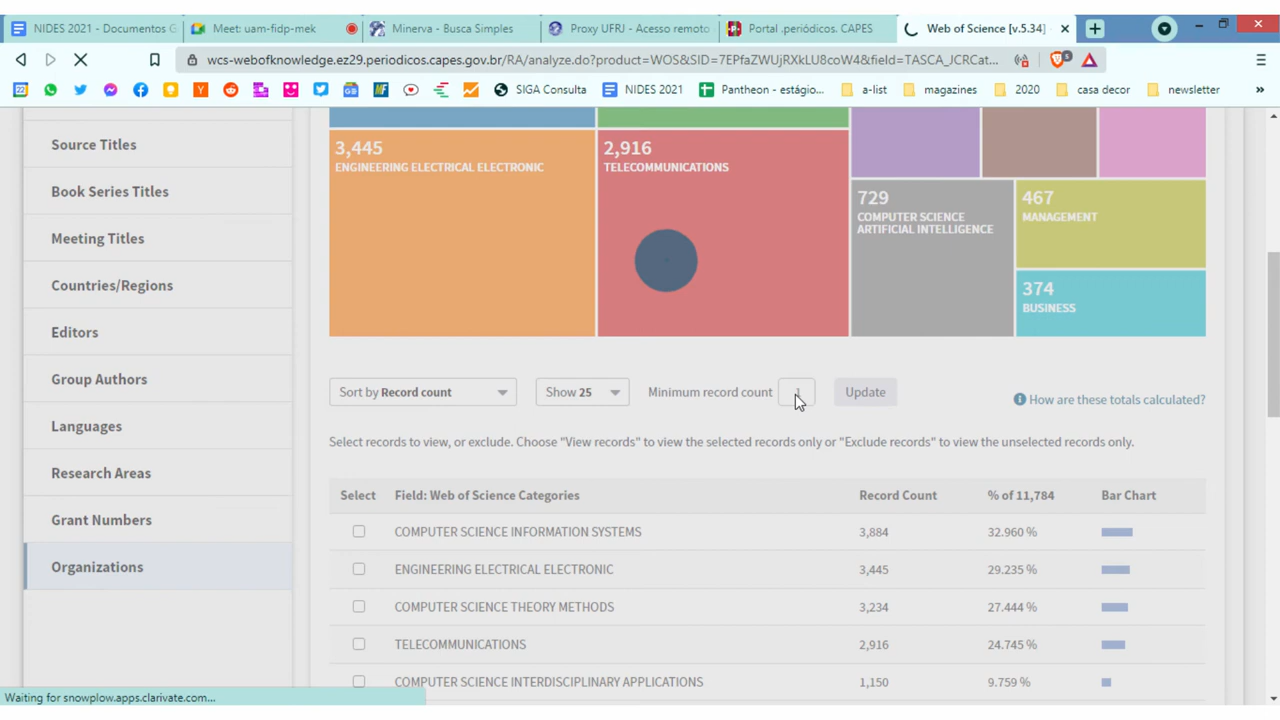 NIDES 2021 - Documentos G
Meet: uam-fidp-mek
Minerva - Busca Simples
Proxy UFRJ - Acesso remoto
Portal .periódicos. CAPES
Web of Science [v.5.34]
wcs-webofknowledge.ez29.periodicos.capes.gov.br/RA/analyze.do?product=WOS&SID=7EPfaZWUjRXkLU8coW4&field=TASCA_JCRCat...
SIGA Consulta
NIDES 2021
Pantheon - estágio...
a-list
magazines
2020
casa decor
newsletter
»
Source Titles
Book Series Titles
Meeting Titles
Countries/Regions
Editors
Group Authors
Languages
Research Areas
Grant Numbers
Organizations
3,445
ENGINEERING ELECTRICAL ELECTRONIC
2,916
TELECOMMUNICATIONS
729
COMPUTER SCIENCE
ARTIFICIAL INTELLIGENCE
467
MANAGEMENT
374
BUSINESS
Sort by Record count
Show 25
Minimum record count
Update
How are these totals calculated?
Select records to view, or exclude. Choose "View records" to view the selected records only or "Exclude records" to view the unselected records only.
Select Field: Web of Science Categories Record Count % of 11,784 Bar Chart
COMPUTER SCIENCE INFORMATION SYSTEMS 3,884 32.960 %
ENGINEERING ELECTRICAL ELECTRONIC 3,445 29.235 %
COMPUTER SCIENCE THEORY METHODS 3,234 27.444 %
TELECOMMUNICATIONS 2,916 24.745 %
COMPUTER SCIENCE INTERDISCIPLINARY APPLICATIONS 1,150 9.759 %
Waiting for snowplow.apps.clarivate.com...